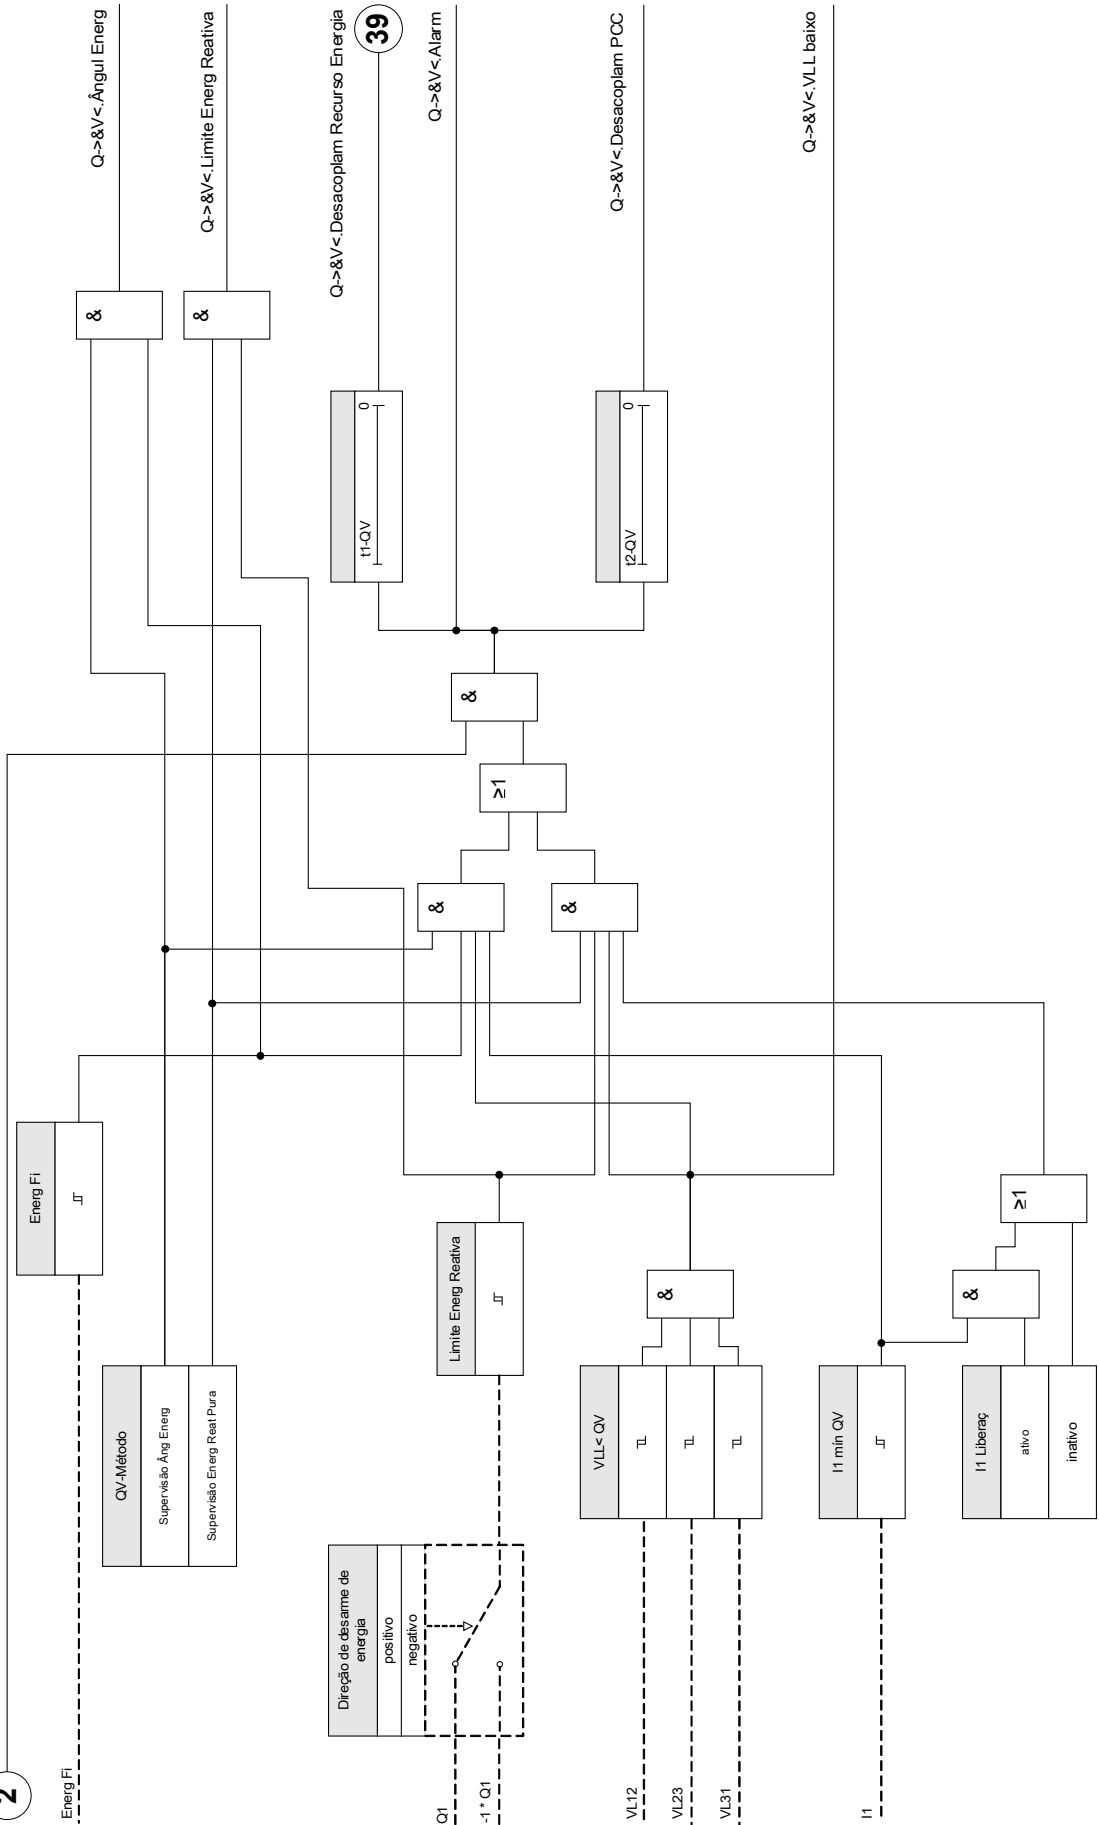 2
Energ Fi
Energ Fi
Q->&V<.Ângul Energ
&
QV-Método
Supervisão Âng Energ
Supervisão Energ Reat Pura
&
Q->&V<.Limite Energ Reativa
Direção de desarme de
energia
positivo
negativo
Q1
-1 * Q1
Limite Energ Reativa
&
≥1
&
t1-QV
0
Q->&V<.Desacoplam Recurso Energia
39
Q->&V<.Alarm
VLL< QV
VL12
VL23
VL31
&
&
t2-QV
0
Q->&V<.Desacoplam PCC
Q->&V<.VLL baixo
I1 mín QV
I1
I1 Liberaç
ativo
inativo
&
≥1